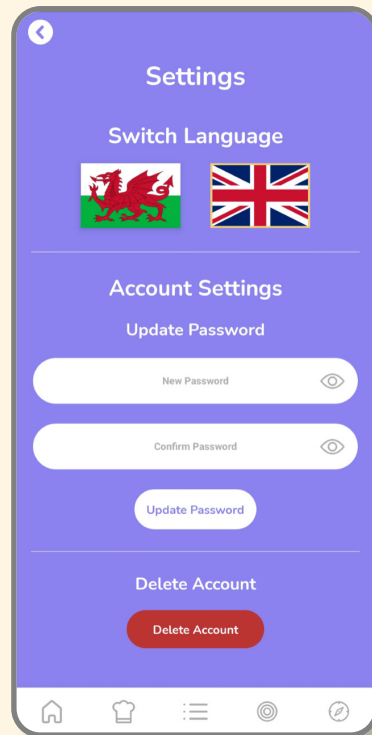 Settings
Switch Language
Account Settings
Update Password
New Password
Confirm Password
Update Password
Delete Account
Delete Account